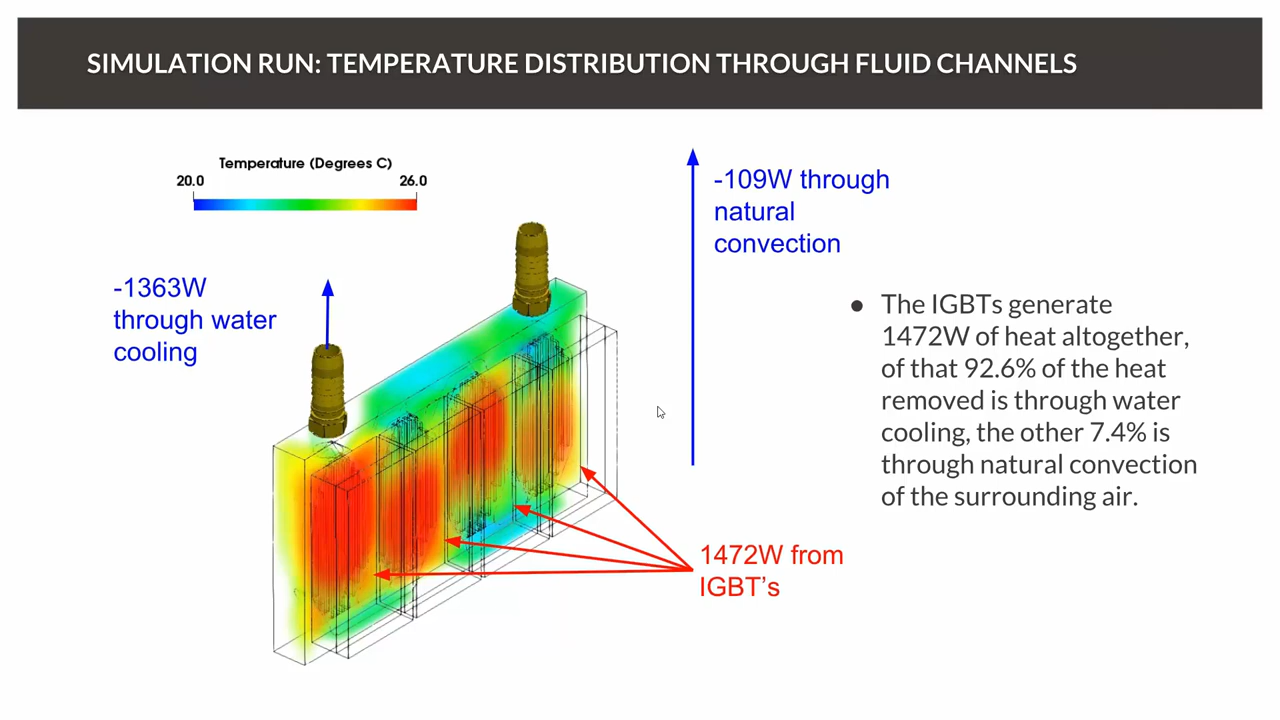 SIMULATION RUN: TEMPERATURE DISTRIBUTION THROUGH FLUID CHANNELS
Temperature (Degrees C)
20.0 26.0
-109W through
natural
convection
-1363W
through water
cooling
● The IGBTs generate
1472W of heat altogether,
of that 92.6% of the heat
removed is through water
cooling, the other 7.4% is
through natural convection
of the surrounding air.
1472W from
IGBT's